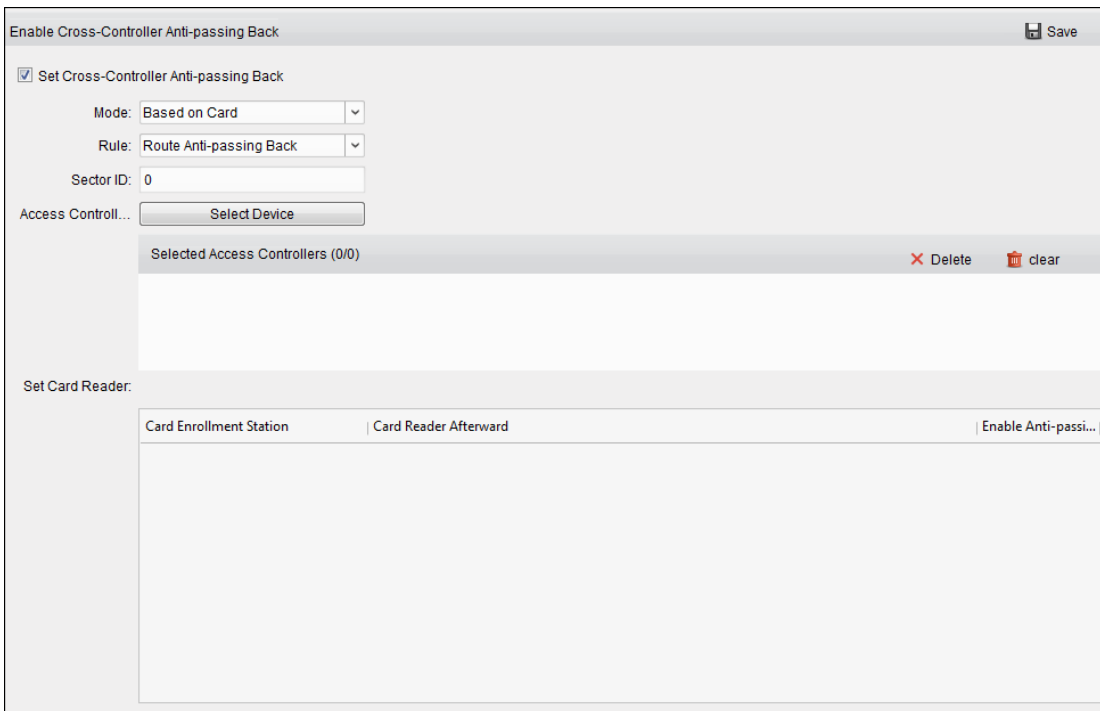 Enable Cross-Controller Anti-passing Back Save
Set Cross-Controller Anti-passing Back
Mode: Based on Card
Rule: Route Anti-passing Back
Sector ID: 0
Access Controll... Select Device
Selected Access Controllers (0/0) Delete clear
Set Card Reader:
Card Enrollment Station Card Reader Afterward Enable Anti-passi...